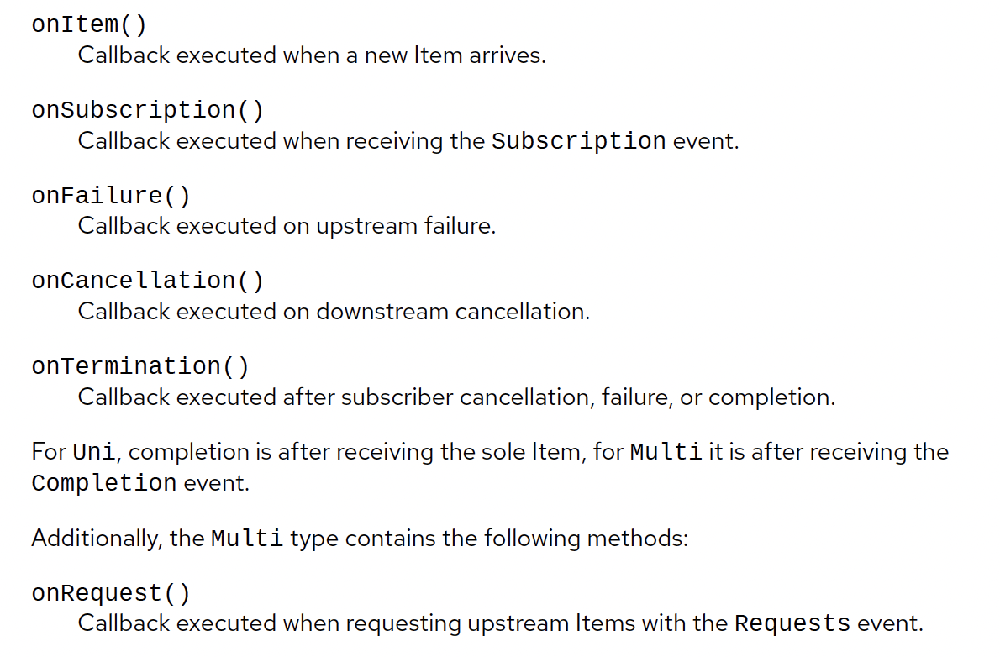 onItem()
Callback executed when a new Item arrives.
onSubscription()
Callback executed when receiving the Subscription event.
onFailure()
Callback executed on upstream failure.
onCancellation()
Callback executed on downstream cancellation.
onTermination()
Callback executed after subscriber cancellation, failure, or completion.
For Uni, completion is after receiving the sole Item, for Multi it is after receiving the
Completion event.
Additionally, the Multi type contains the following methods:
onRequest()
Callback executed when requesting upstream Items with the Requests event.